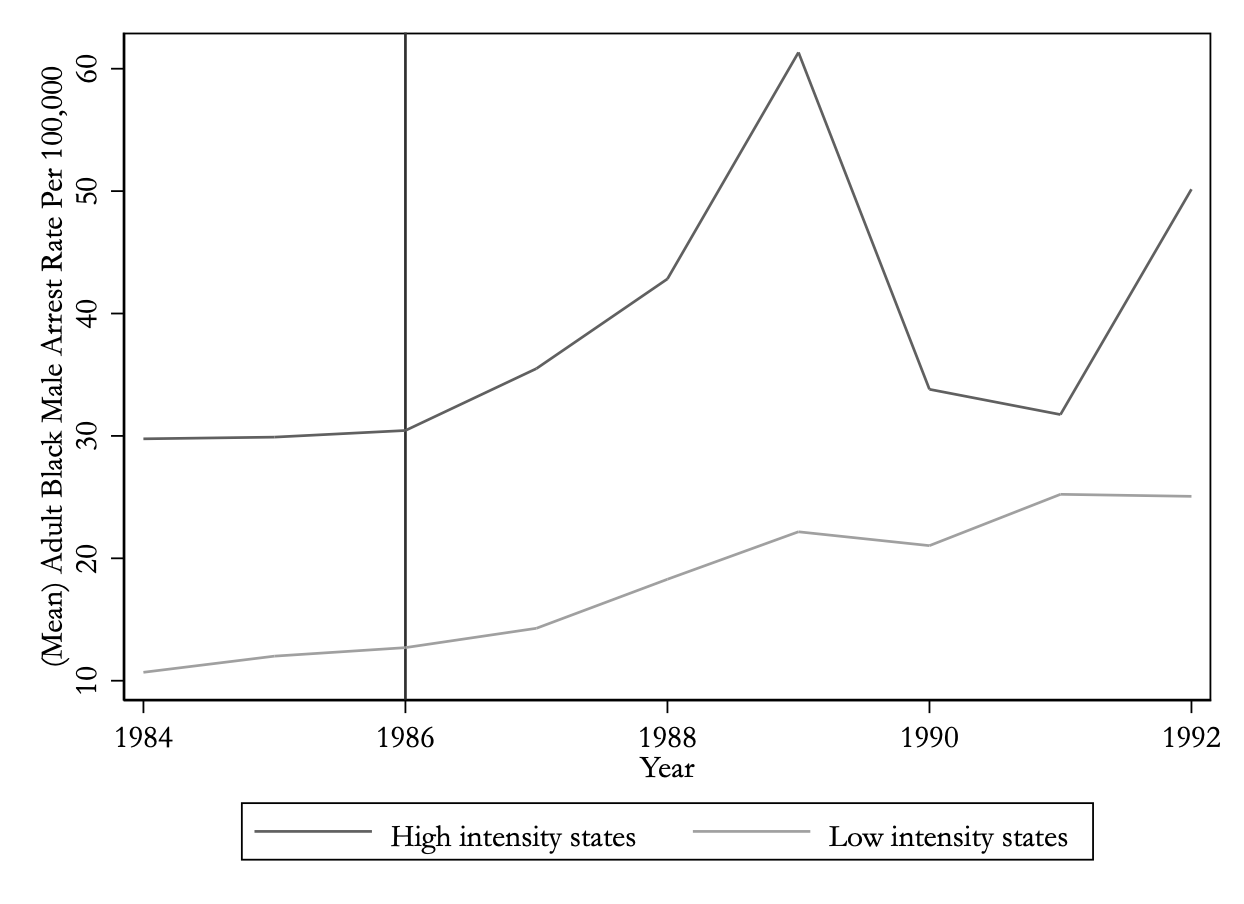 (Mean) Adult Black Male Arrest Rate Per 100,000
60
50
40
30
20
10
1984 1986 1988 1990 1992
Year
High intensity states Low intensity states